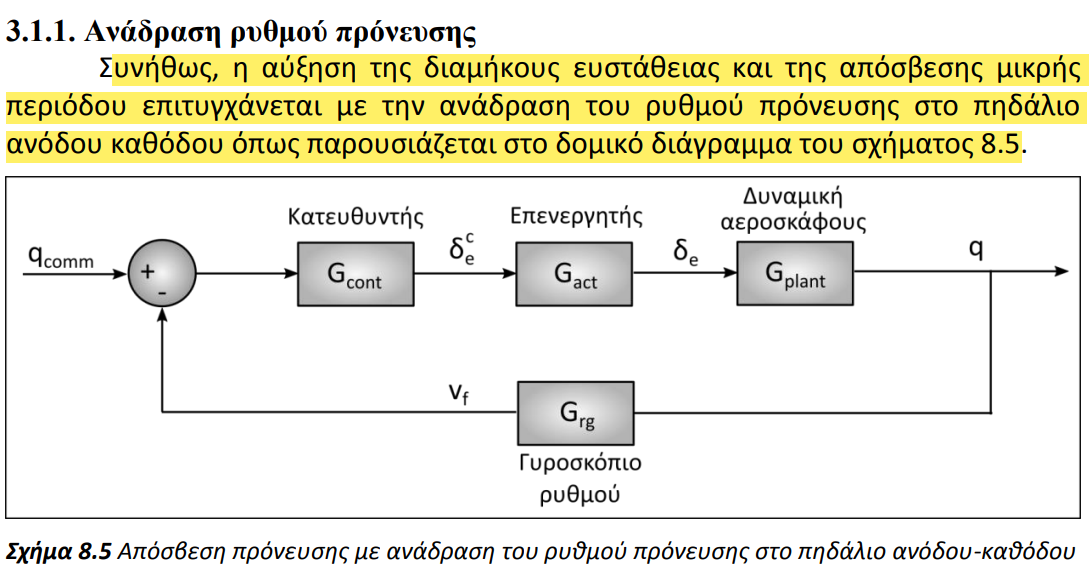 3.1.1. Ανάδραση ρυθμού πρόνευσης
Συνήθως, η αύξηση της διαμήκους ευστάθειας και της απόσβεσης μικρής
περιόδου επιτυγχάνεται με την ανάδραση του ρυθμού πρόνευσης στο πηδάλιο
ανόδου καθόδου όπως παρουσιάζεται στο δομικό διάγραμμα του σχήματος 8.5.
Κατευθυντής
Επενεργητής
Δυναμική
αεροσκάφους
q_comm
+
-
G_cont
δ_e^c
G_act
δ_e
G_plant
q
v_f
G_rg
Γυροσκόπιο
ρυθμού
Σχήμα 8.5 Απόσβεση πρόνευσης με ανάδραση του ρυθμού πρόνευσης στο πηδάλιο ανόδου-καθόδου